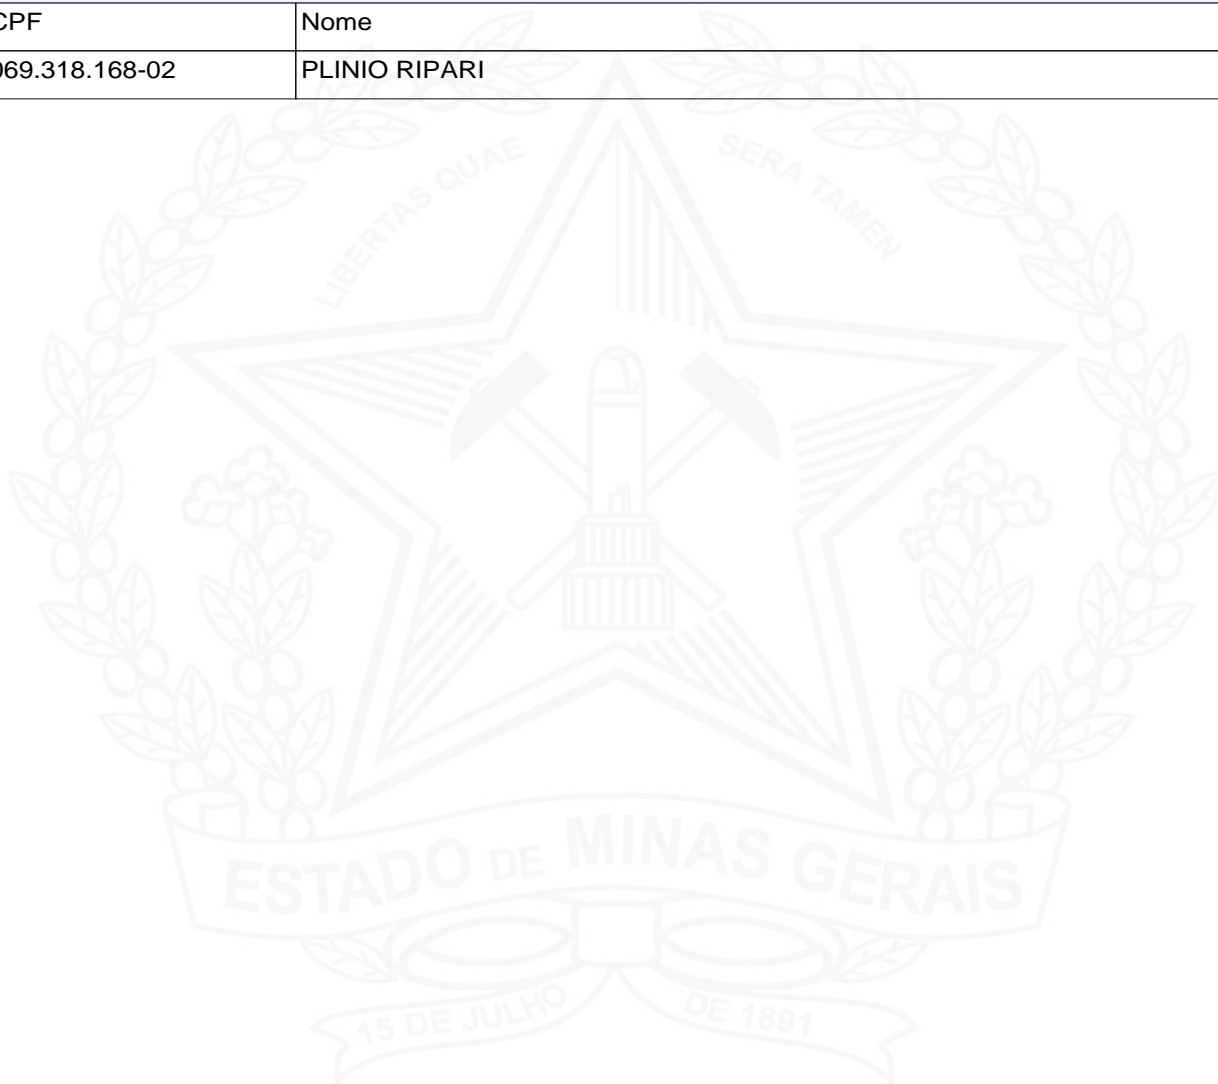 CPF Nome
069.318.168-02 PLINIO RIPARI
LIBERTAS QUAE SERA TAMEN
ESTADO DE MINAS GERAIS
15 DE JULHO DE 1891